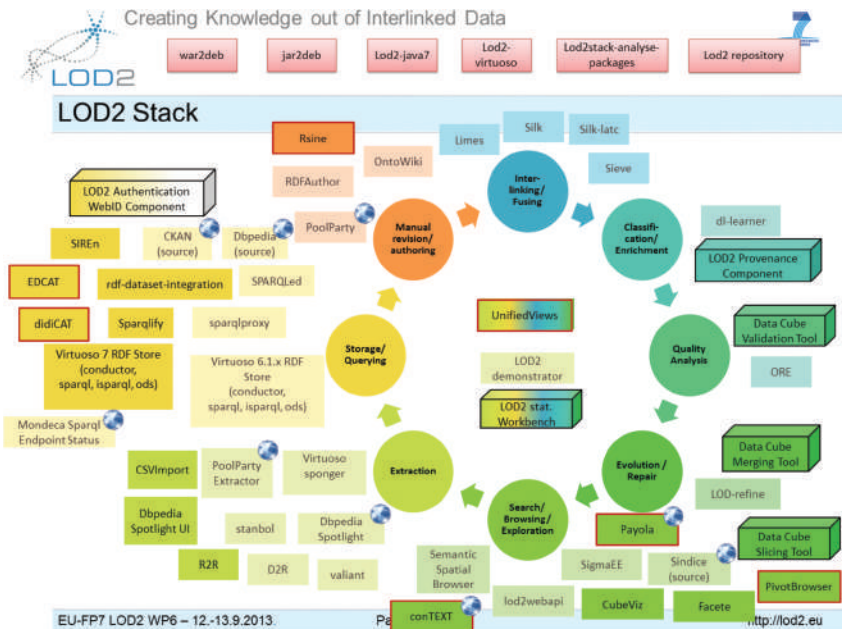 Creating Knowledge out of Interlinked Data
LOD2
war2deb
jar2deb
Lod2-java7
Lod2-
virtuoso
Lod2stack-analyse-
packages
Lod2 repository
7
LOD2 Stack
Rsine
Limes
Silk
Silk-latc
Sieve
OntoWiki
RDFAuthor
PoolParty
LOD2 Authentication
WebID Component
SIREn
CKAN
(source)
Dbpedia
(source)
EDCAT
rdf-dataset-integration
SPARQLed
didiCAT
Sparqlify
sparqlproxy
Virtuoso 7 RDF Store
(conductor,
sparql, isparql, ods)
Virtuoso 6.1.x RDF
Store
(conductor,
sparql, isparql, ods)
Mondeca Sparql
Endpoint Status
Manual
revision/
authoring
Inter-
linking/
Fusing
Classifi-
cation/
Enrichment
dl-learner
LOD2 Provenance
Component
Storage/
Querying
UnifiedViews
LOD2
demonstrator
LOD2 stat.
Workbench
Quality
Analysis
Data Cube
Validation Tool
ORE
Extraction
Search/
Browsing/
Exploration
Evolution /
Repair
Data Cube
Merging Tool
LOD-refine
CSVImport
PoolParty
Extractor
Virtuoso
sponger
Dbpedia
Spotlight UI
stanbol
Dbpedia
Spotlight
R2R
D2R
valiant
Payola
Data Cube
Slicing Tool
Semantic
Spatial
Browser
SigmaEE
Sindice
(source)
PivotBrowser
conTEXT
lod2webapi
CubeViz
Facete
EU-FP7 LOD2 WP6 – 12.-13.9.2013.
Pa
http://lod2.eu